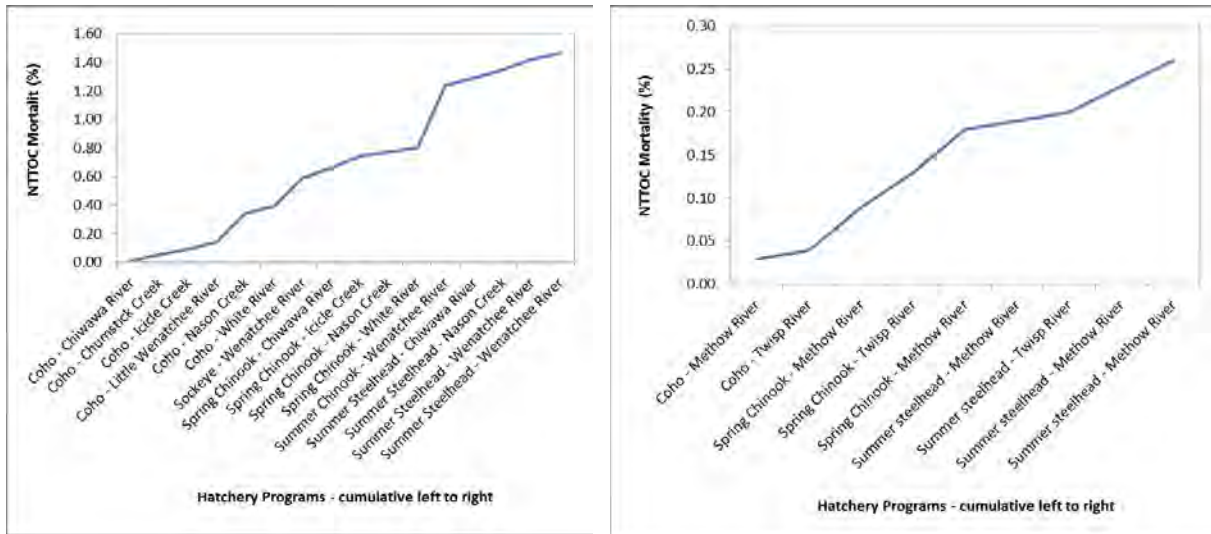 1.60
1.40
1.20
1.00
0.80
0.60
0.40
0.20
0.00
NTTOC Mortalit (%)
Coho - Chiwawa River
Coho - Chumstick Creek
Coho - Icicle Creek
Coho - Little Wenatchee River
Coho - Nason Creek
Coho - White River
Sockeye - Wenatchee River
Spring Chinook - Chiwawa River
Spring Chinook - Icicle Creek
Spring Chinook - Nason Creek
Spring Chinook - White River
Summer Chinook - Wenatchee River
Summer Steelhead - Chiwawa River
Summer Steelhead - Nason Creek
Summer Steelhead - Wenatchee River
Summer Steelhead - Wenatchee River
Hatchery Programs - cumulative left to right
0.30
0.25
0.20
0.15
0.10
0.05
0.00
NTTOC Mortality (%)
Coho - Methow River
Coho - Twisp River
Spring Chinook - Methow River
Spring Chinook - Twisp River
Spring Chinook - Methow River
Summer steelhead - Methow River
Summer steelhead - Twisp River
Summer steelhead - Methow River
Summer steelhead - Methow River
Hatchery Programs - cumulative left to right